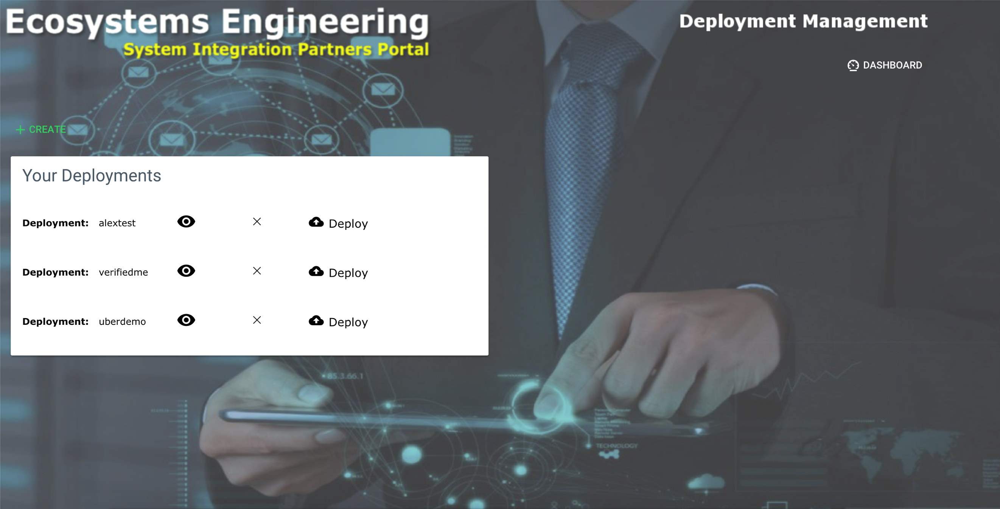 Ecosystems Engineering
Deployment Management
System Integration Partners Portal
DASHBOARD
CREATE
Your Deployments
Deployment: alextest Deploy
Deployment: verifiedme Deploy
Deployment: uberdemo Deploy
85.3.66.1
TECHNOLOGY